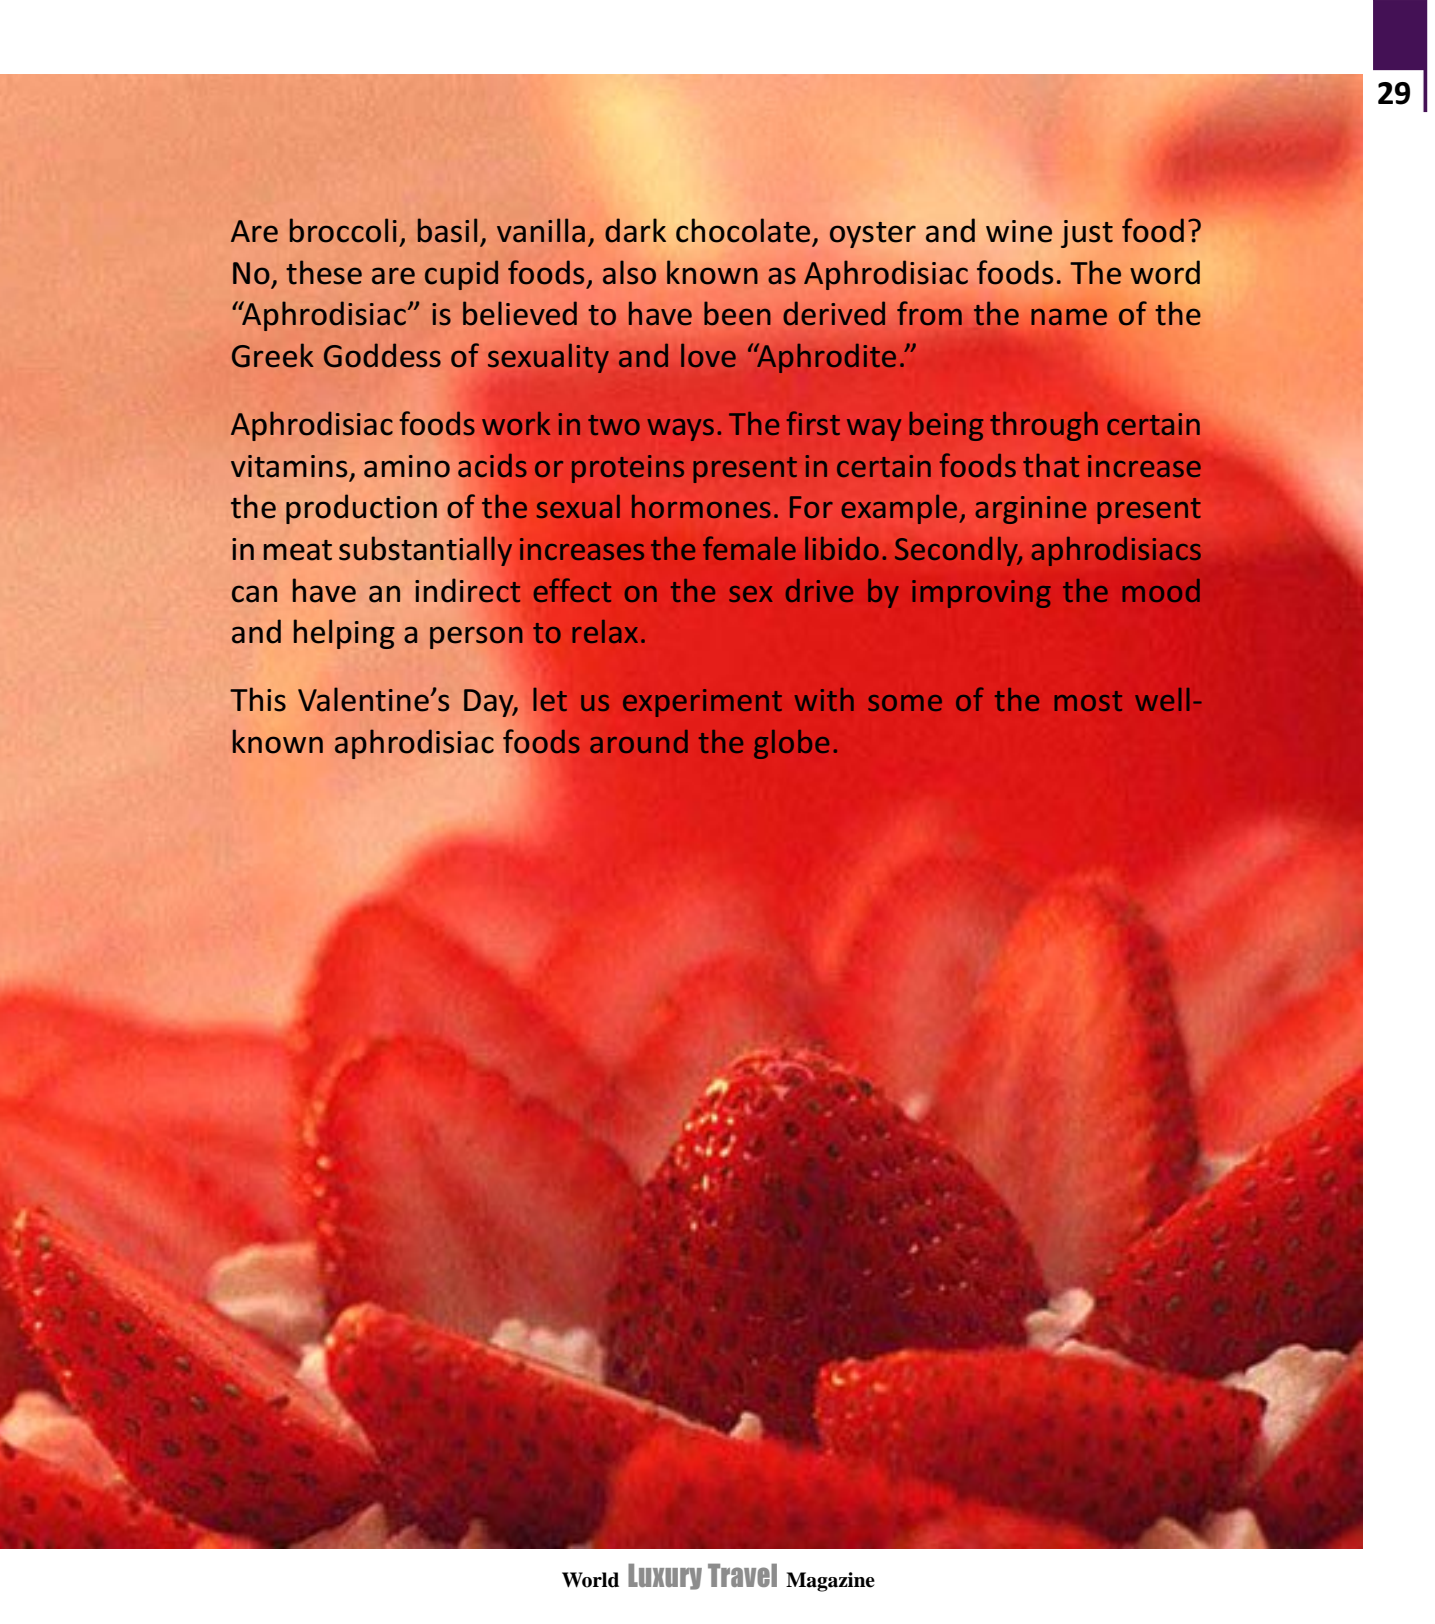 29
Are broccoli, basil, vanilla, dark chocolate, oyster and wine just food?
No, these are cupid foods, also known as Aphrodisiac foods. The word
“Aphrodisiac” is believed to have been derived from the name of the
Greek Goddess of sexuality and love “Aphrodite.”
Aphrodisiac foods work in two ways. The first way being through certain
vitamins, amino acids or proteins present in certain foods that increase
the production of the sexual hormones. For example, arginine present
in meat substantially increases the female libido. Secondly, aphrodisiacs
can have an indirect effect on the sex drive by improving the mood
and helping a person to relax.
This Valentine’s Day, let us experiment with some of the most well-
known aphrodisiac foods around the globe.
World Luxury Travel Magazine